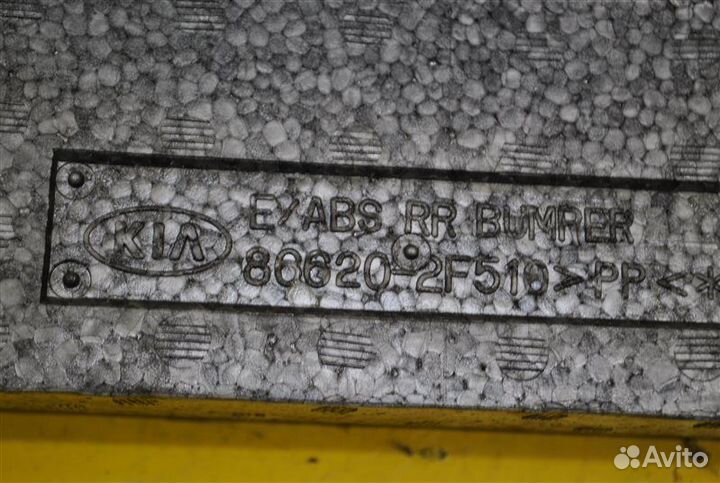 KIA
E/ABS RR BUMPER
86620-2F510>PP<*
Avito